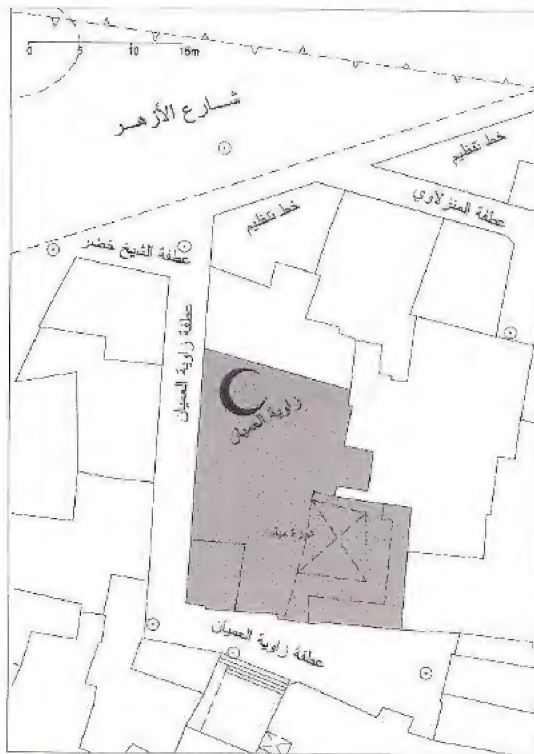 0 5 10 15m
شارع الأزهر
خط تنظيم
عطفة المنزلاوي
خط تنظيم
عطفة الشيخ خضر
عطفة زاوية العميان
زاوية العميان
عطفة زاوية العميان